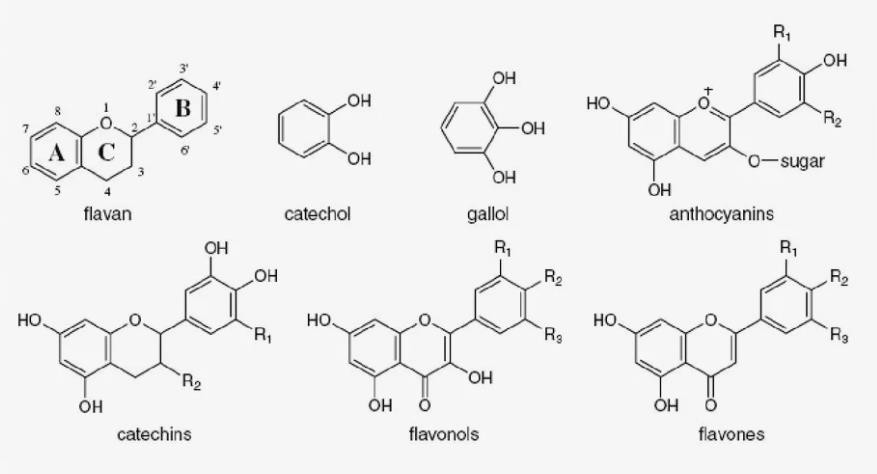 flavan
1
2
3
4
5
6
7
8
A
C
B
1'
2'
3'
4'
5'
6'
OH
OH
catechol
OH
OH
OH
gallol
R1
OH
R2
HO
O
+
O—sugar
OH
anthocyanins
OH
OH
HO
O
R1
R2
OH
catechins
R1
R2
R3
HO
O
OH
OH
O
flavonols
R1
R2
R3
HO
O
OH
O
flavones